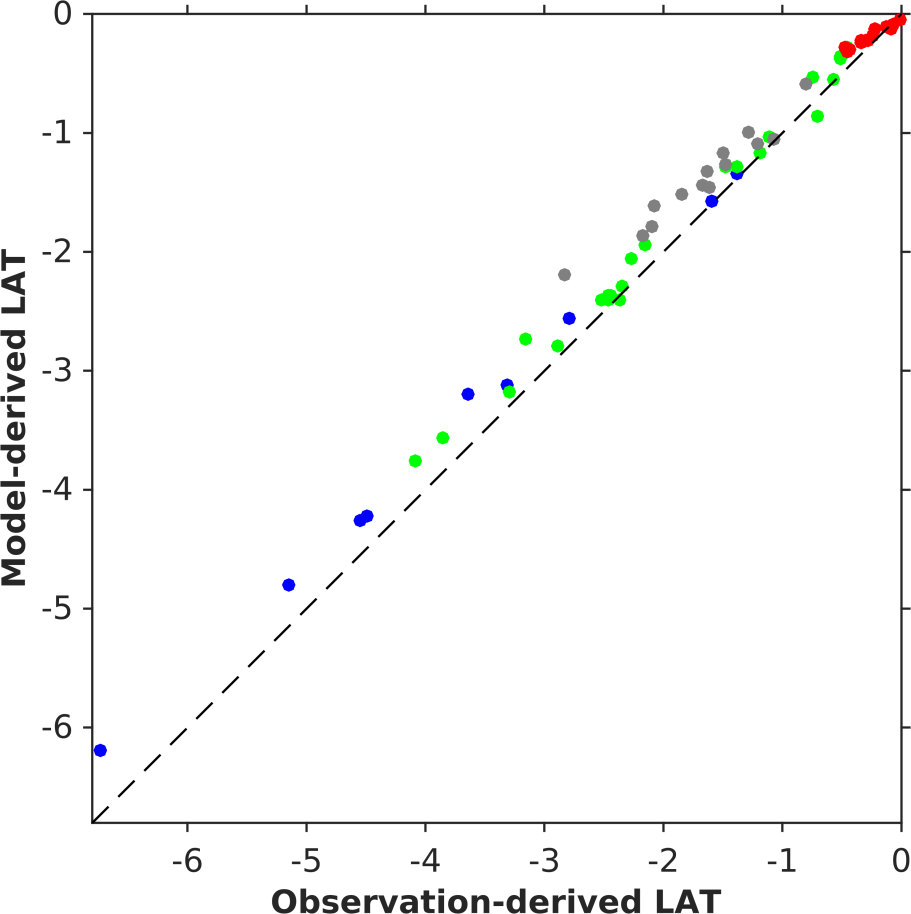 0
-1
-2
-3
-4
-5
-6
Model-derived LAT
-6 -5 -4 -3 -2 -1 0
Observation-derived LAT